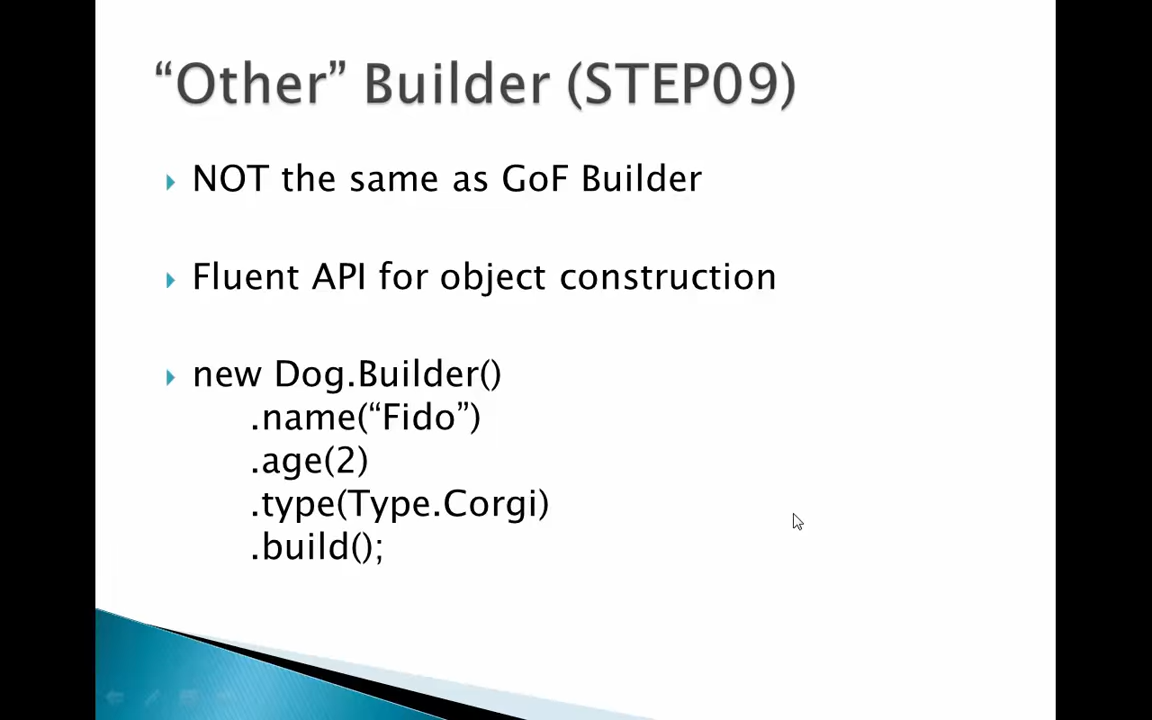 “Other” Builder (STEP09)
NOT the same as GoF Builder
Fluent API for object construction
new Dog.Builder()
.name(“Fido”)
.age(2)
.type(Type.Corgi)
.build();